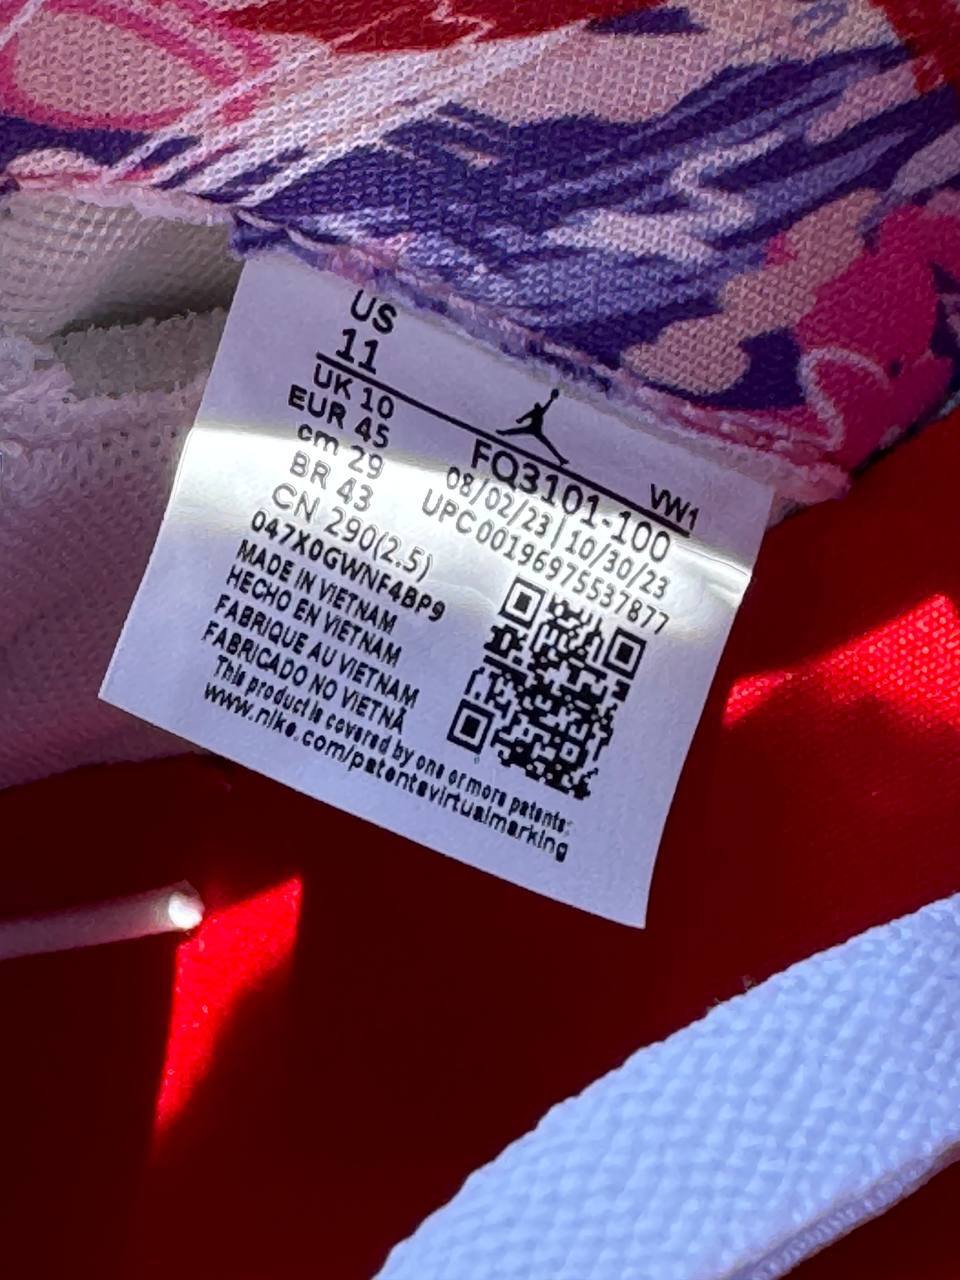 US
11
UK 10
EUR 45
cm 29
BR 43
CN 290(2.5)
047X0GWNF4BP9
MADE IN VIETNAM
HECHO EN VIETNAM
FABRIQUE AU VIETNAM
FABRICADO NO VIETNÃ
This product is covered by one or more patents:
www.nike.com/patentsvirtualmarking
VW1
FQ3101-100
08/02/23 | 10/30/23
UPC 00196975537877